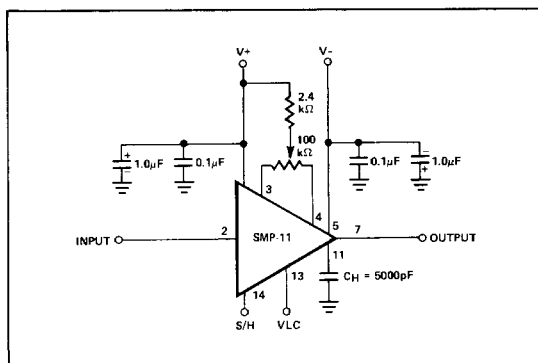 V+
V-
2.4
kΩ
100
kΩ
+
1.0µF
0.1µF
0.1µF
1.0µF
+
3
4
5
INPUT
2
SMP-11
7
OUTPUT
11
13
CH = 5000pF
14
S/H
VLC